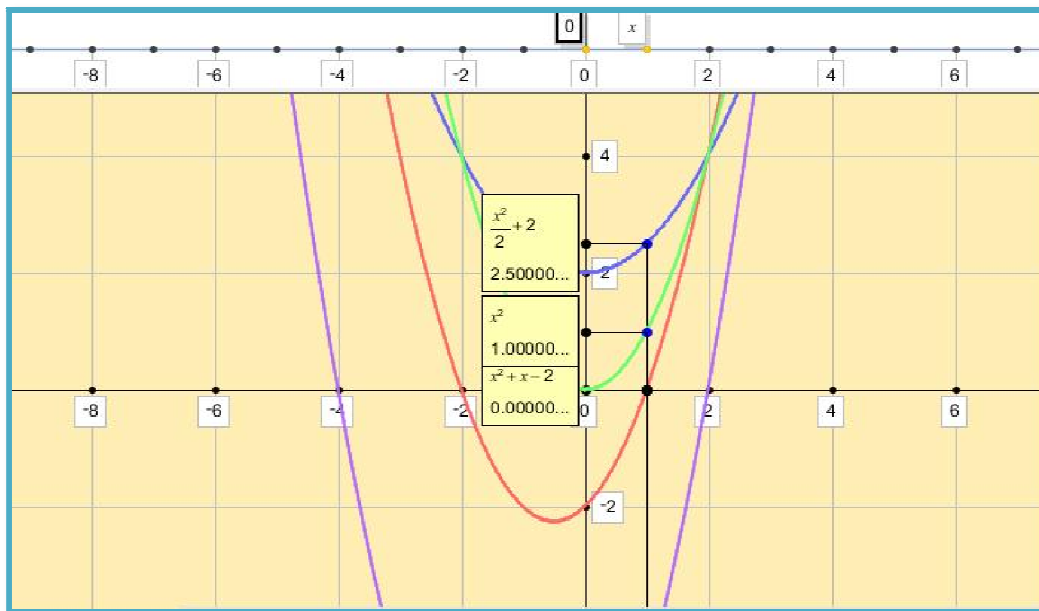 0 x
-8 -6 -4 -2 0 2 4 6
4
x²/2 + 2
2.50000...
2
x²
1.00000...
x² + x − 2
0.00000...
-8 -6 -4 -2 0 2 4 6
-2